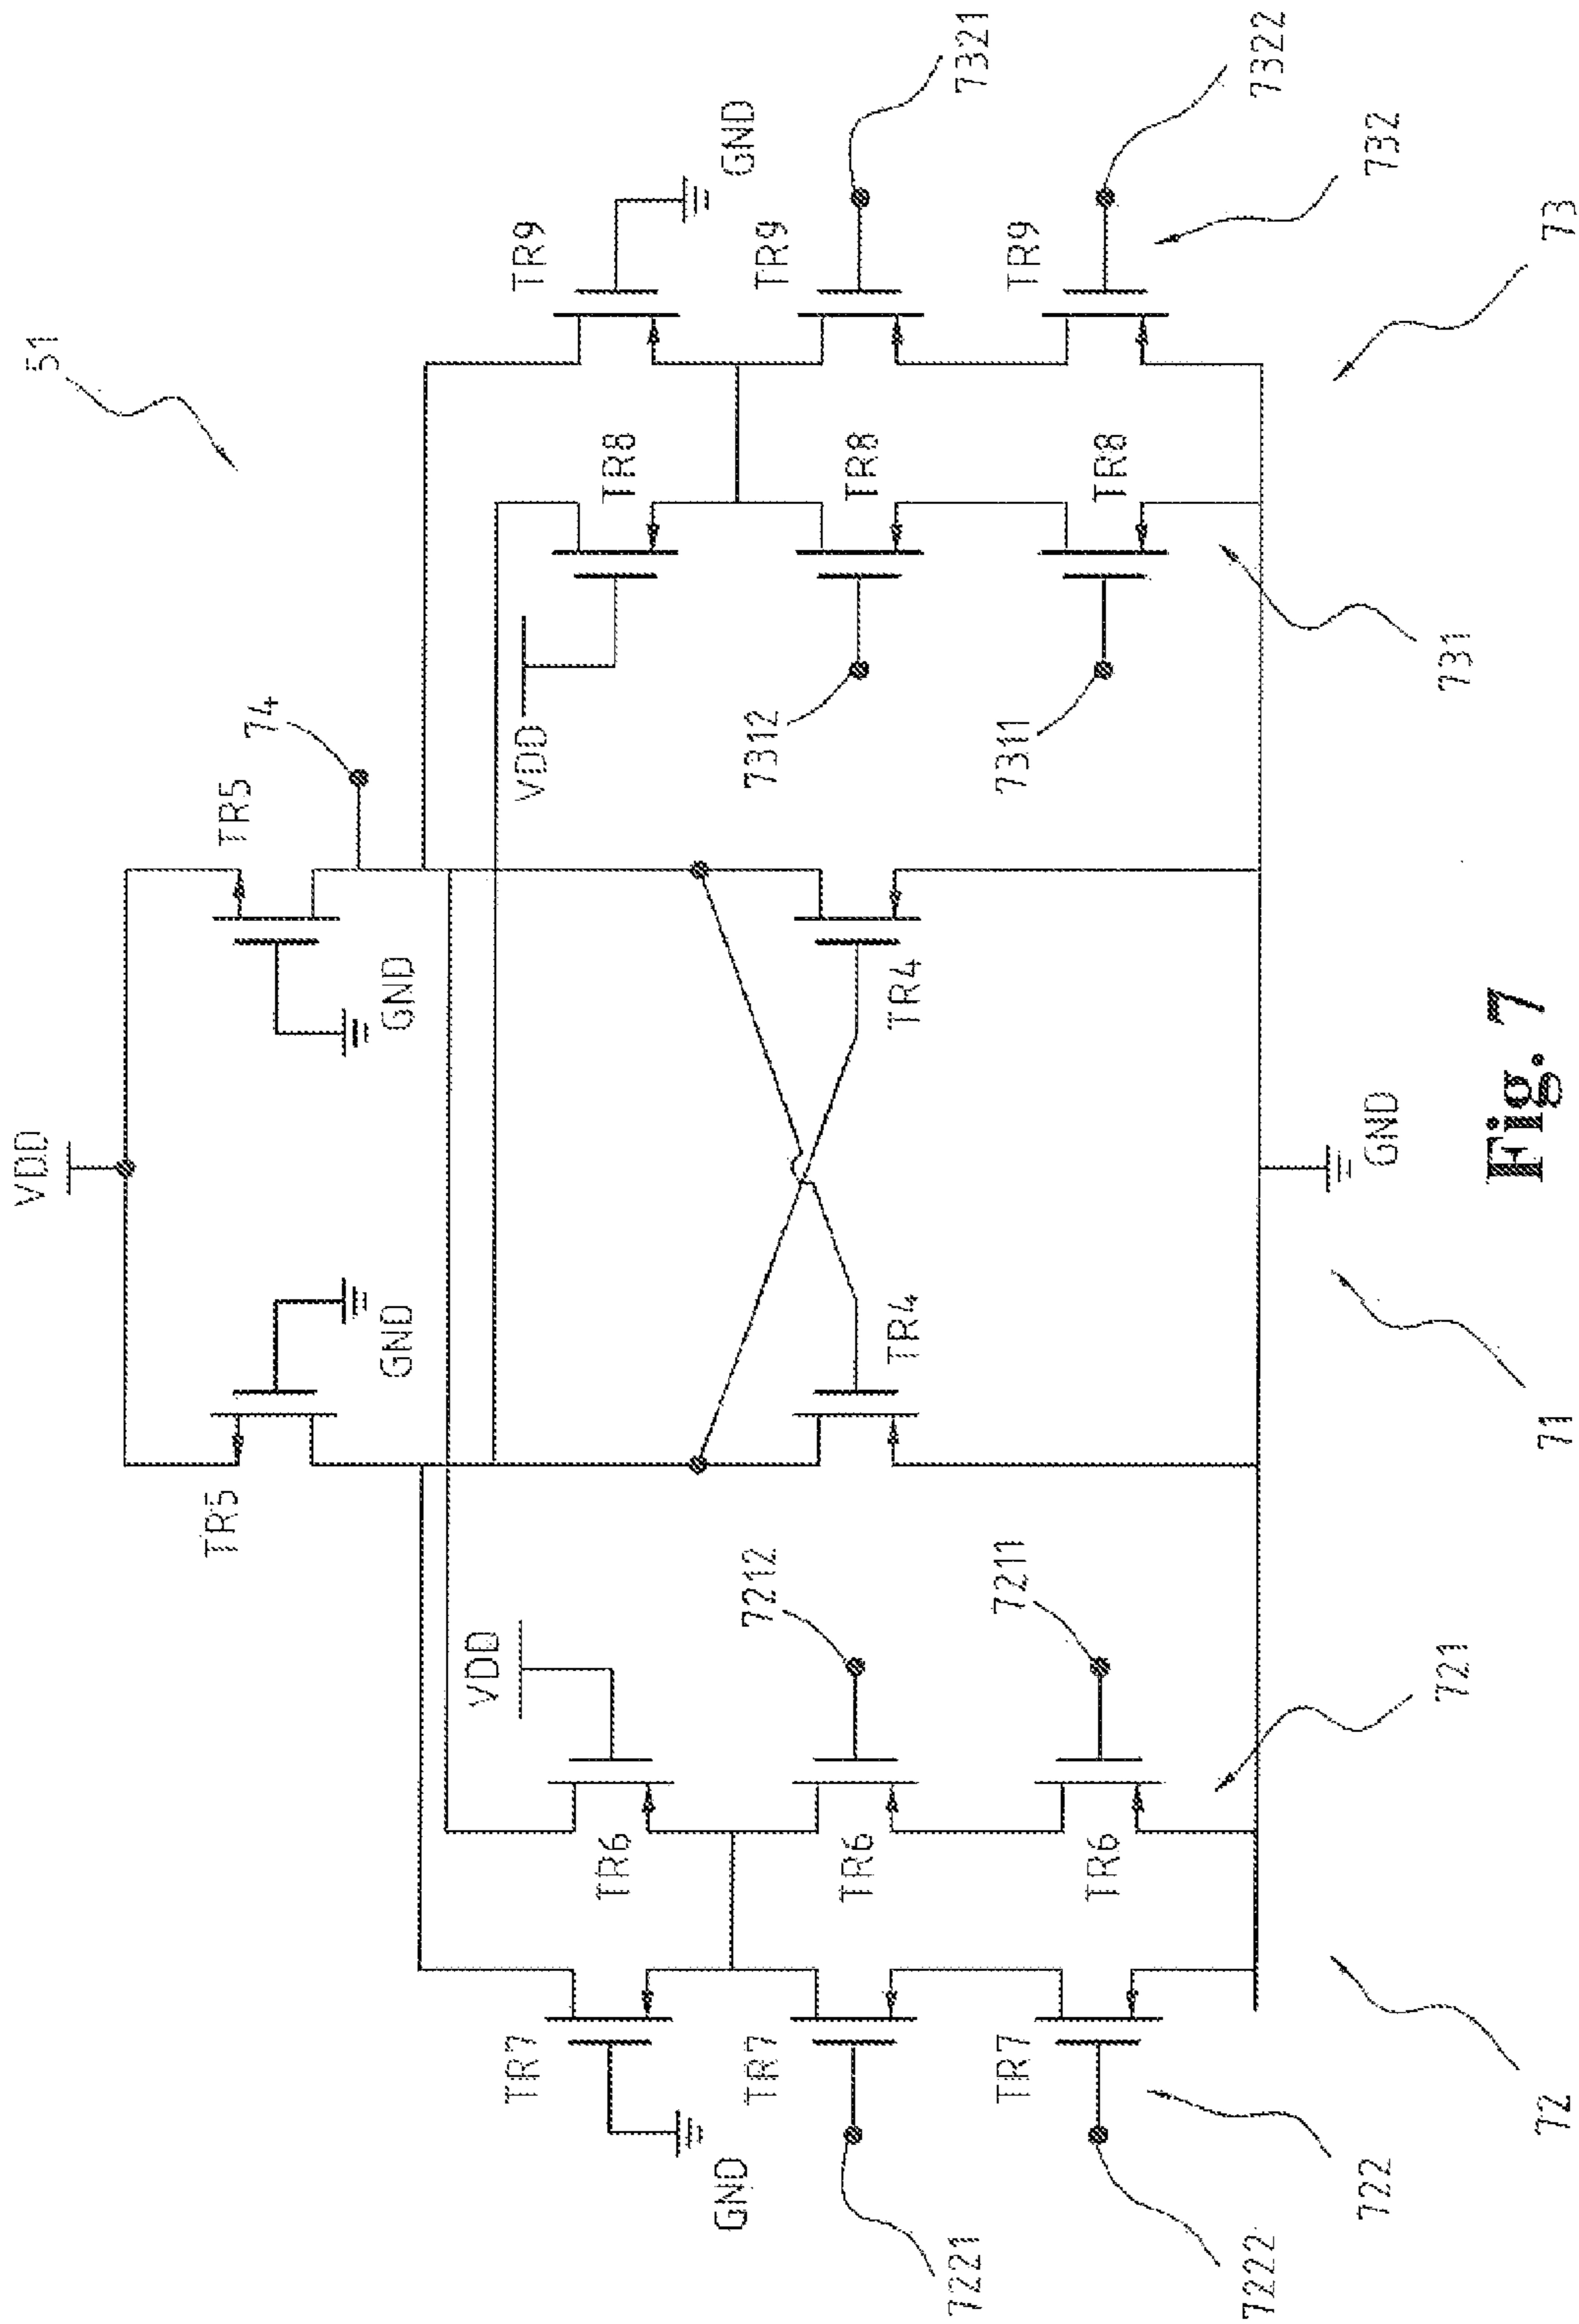 51
VDD
74
TR5
TR5
GND
GND
TR9
GND
TR8
VDD
VDD
TR7
TR6
GND
TR9
7321
TR8
7312
TR4
TR4
7212
TR6
TR7
7221
TR9
7322
TR8
7311
7211
TR6
TR7
7222
732
731
GND
721
722
73
71
72
Fig. 7